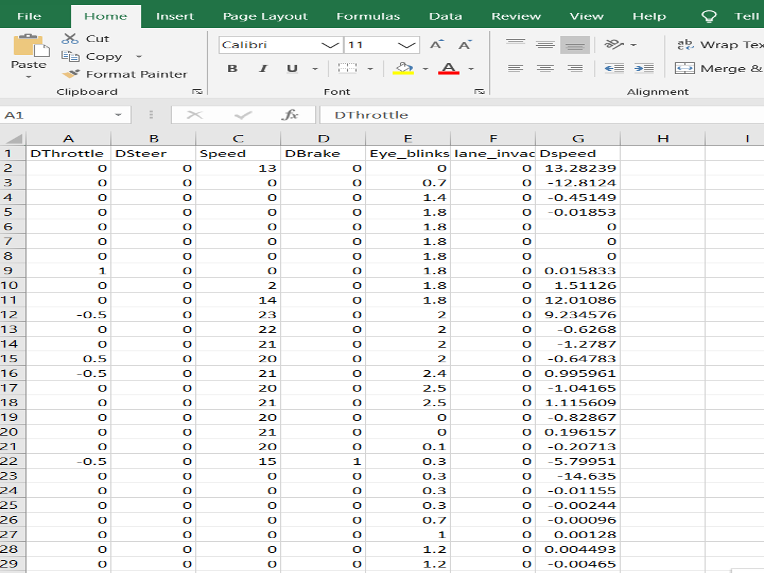 File Home Insert Page Layout Formulas Data Review View Help Tell
Cut
Copy
Format Painter
Paste
Calibri 11 A A
B I U A
ab Wrap Tex
Merge &
Clipboard Font Alignment
A1 fx DThrottle
A B C D E F G H I
1 DThrottle DSteer Speed DBrake Eye_blinks lane_invac Dspeed
2 0 0 13 0 0 0 13.28239
3 0 0 0 0 0.7 0 -12.8124
4 0 0 0 0 1.4 0 -0.45149
5 0 0 0 0 1.8 0 -0.01853
6 0 0 0 0 1.8 0 0
7 0 0 0 0 1.8 0 0
8 0 0 0 0 1.8 0 0
9 1 0 0 0 1.8 0 0.015833
10 0 0 2 0 1.8 0 1.51126
11 0 0 14 0 1.8 0 12.01086
12 -0.5 0 23 0 2 0 9.234576
13 0 0 22 0 2 0 -0.6268
14 0 0 21 0 2 0 -1.2787
15 0.5 0 20 0 2 0 -0.64783
16 -0.5 0 21 0 2.4 0 0.995961
17 0 0 20 0 2.5 0 -1.04165
18 0 0 21 0 2.5 0 1.115609
19 0 0 20 0 0 0 -0.82867
20 0 0 21 0 0 0 0.196157
21 0 0 20 0 0.1 0 -0.20713
22 -0.5 0 15 1 0.3 0 -5.79951
23 0 0 0 0 0.3 0 -14.635
24 0 0 0 0 0.3 0 -0.01155
25 0 0 0 0 0.3 0 -0.00244
26 0 0 0 0 0.7 0 -0.00096
27 0 0 0 0 1 0 0.00128
28 0 0 0 0 1.2 0 0.004493
29 0 0 0 0 1.2 0 -0.00465